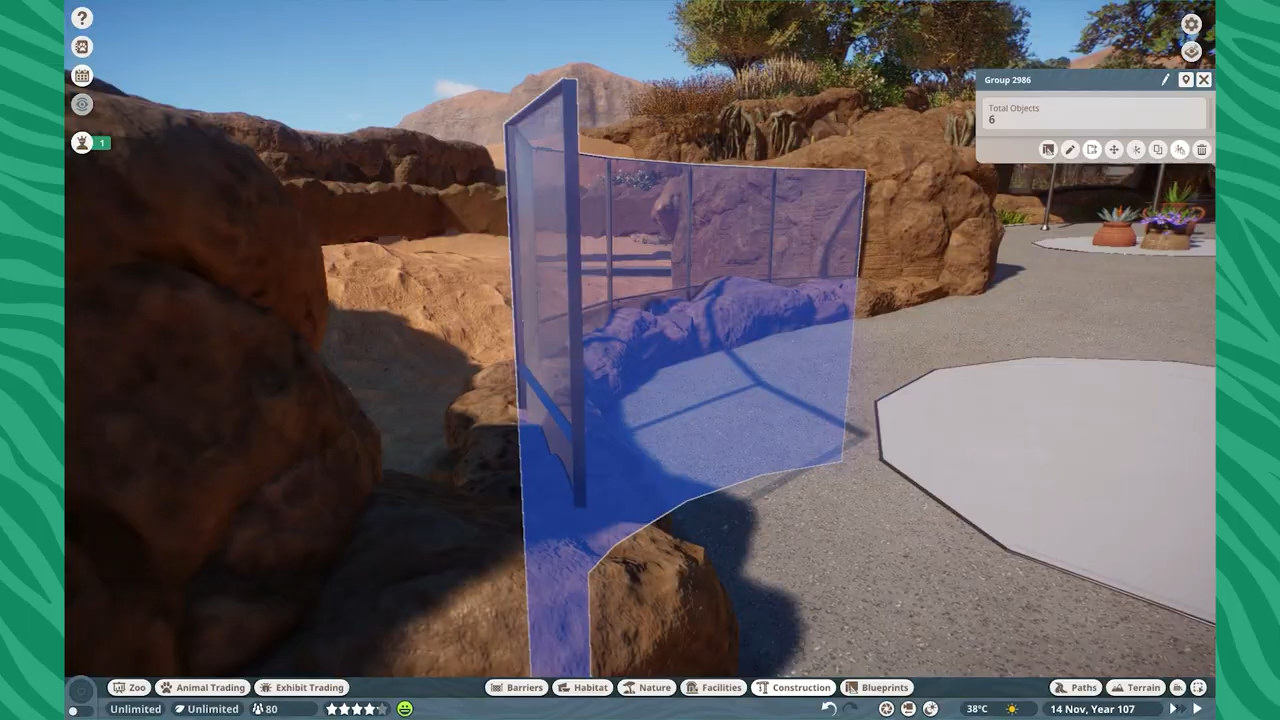 ?
Group 2986
Total Objects
6
1
Zoo
Animal Trading
Exhibit Trading
Barriers
Habitat
Nature
Facilities
Construction
Blueprints
Paths
Terrain
Unlimited
Unlimited
80
38°C
14 Nov, Year 107